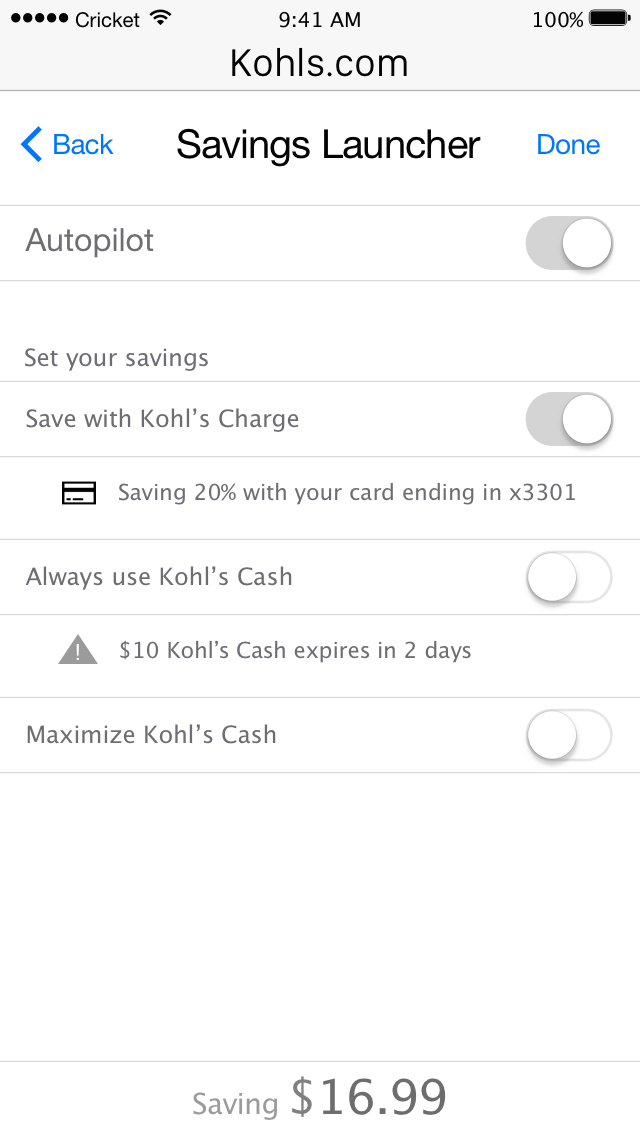 Cricket 9:41 AM 100%
Kohls.com
Back Savings Launcher Done
Autopilot
Set your savings
Save with Kohl’s Charge
Saving 20% with your card ending in x3301
Always use Kohl’s Cash
! $10 Kohl’s Cash expires in 2 days
Maximize Kohl’s Cash
Saving $16.99